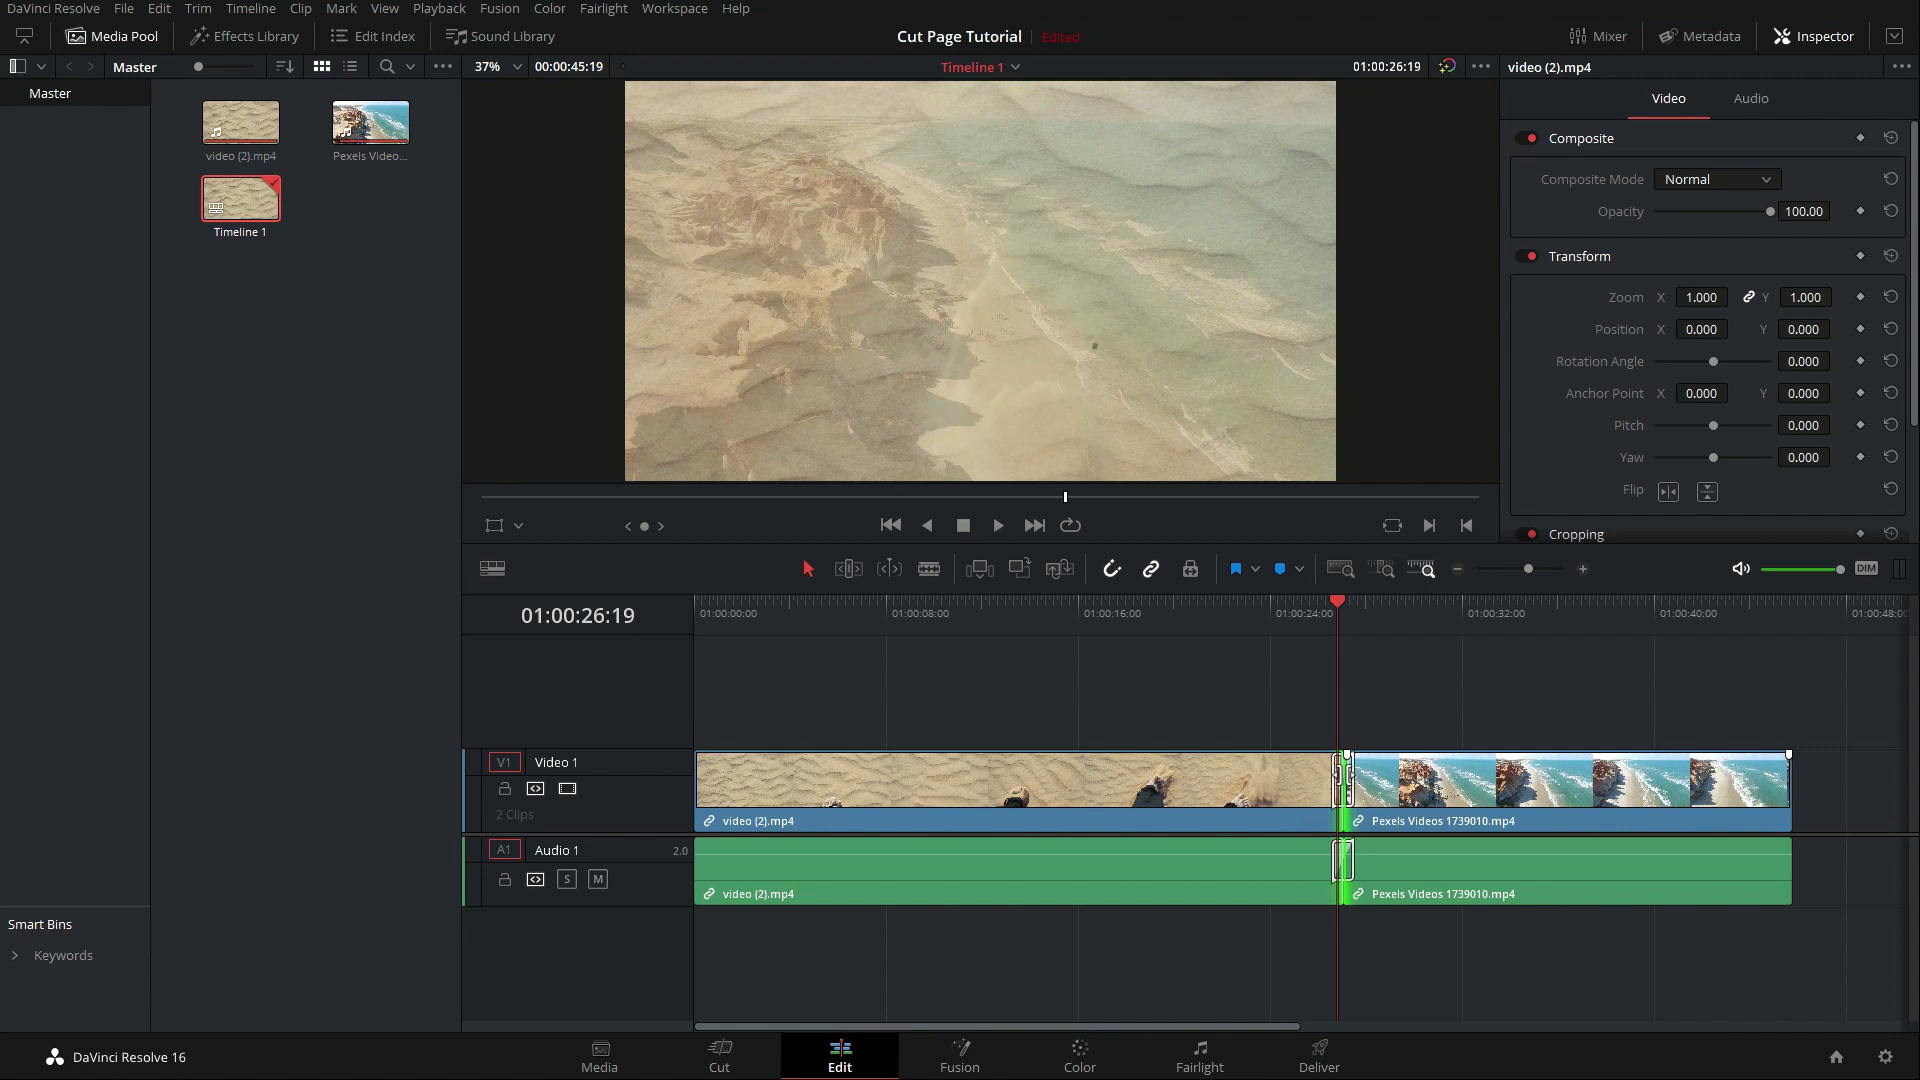 DaVinci Resolve File Edit Trim Timeline Clip Mark View Playback Fusion Color Fairlight Workspace Help
Media Pool Effects Library Edit Index Sound Library Cut Page Tutorial Edited Mixer Metadata Inspector
Master 37% 00:00:45:19 Timeline 1 01:00:26:19 video (2).mp4
Master
Video Audio
video (2).mp4 Pexels Video...
Timeline 1
Composite
Composite Mode Normal
Opacity 100.00
Transform
Zoom X 1.000 Y 1.000
Position X 0.000 Y 0.000
Rotation Angle 0.000
Anchor Point X 0.000 Y 0.000
Pitch 0.000
Yaw 0.000
Flip
Cropping
DIM
01:00:26:19
01:00:00:00 01:00:08:00 01:00:16:00 01:00:24:00 01:00:32:00 01:00:40:00 01:00:48:00
V1 Video 1
2 Clips
video (2).mp4 Pexels Videos 1739010.mp4
A1 Audio 1 2.0
S M
video (2).mp4 Pexels Videos 1739010.mp4
Smart Bins
Keywords
DaVinci Resolve 16
Media Cut Edit Fusion Color Fairlight Deliver